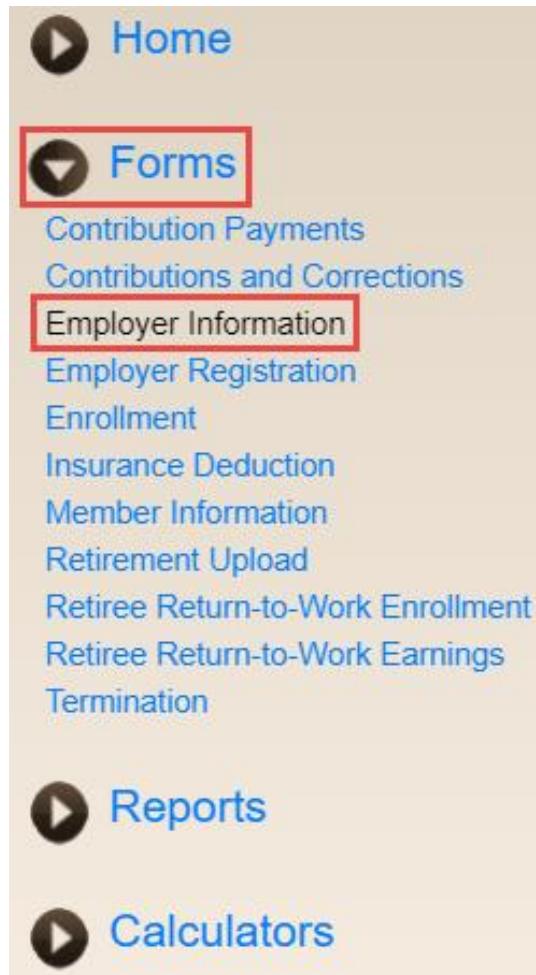 Home
Forms
Contribution Payments
Contributions and Corrections
Employer Information
Employer Registration
Enrollment
Insurance Deduction
Member Information
Retirement Upload
Retiree Return-to-Work Enrollment
Retiree Return-to-Work Earnings
Termination
Reports
Calculators